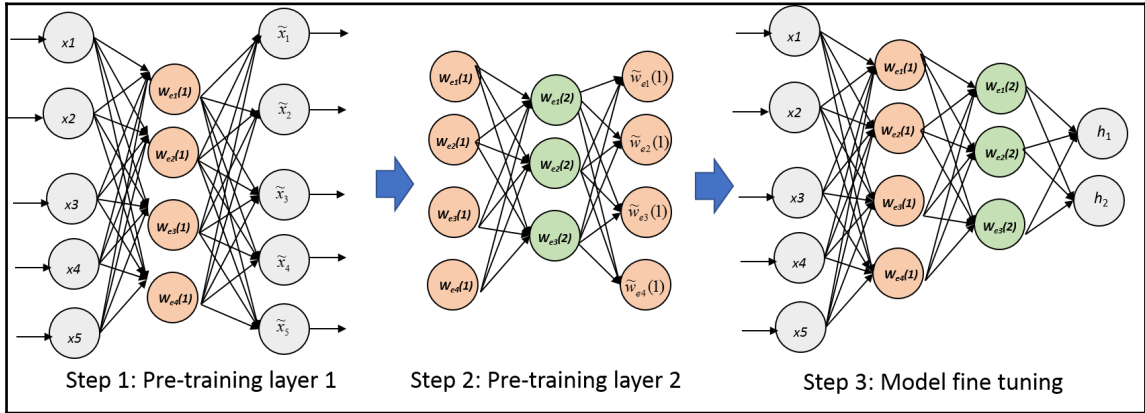 x1
x2
x3
x4
x5
We1(1)
We2(1)
We3(1)
We4(1)
x̃1
x̃2
x̃3
x̃4
x̃5
Step 1: Pre-training layer 1
We1(1)
We2(1)
We3(1)
We4(1)
We1(2)
We2(2)
We3(2)
w̃e1(1)
w̃e2(1)
w̃e3(1)
w̃e4(1)
Step 2: Pre-training layer 2
x1
x2
x3
x4
x5
We1(1)
We2(1)
We3(1)
We4(1)
We1(2)
We2(2)
We3(2)
h1
h2
Step 3: Model fine tuning